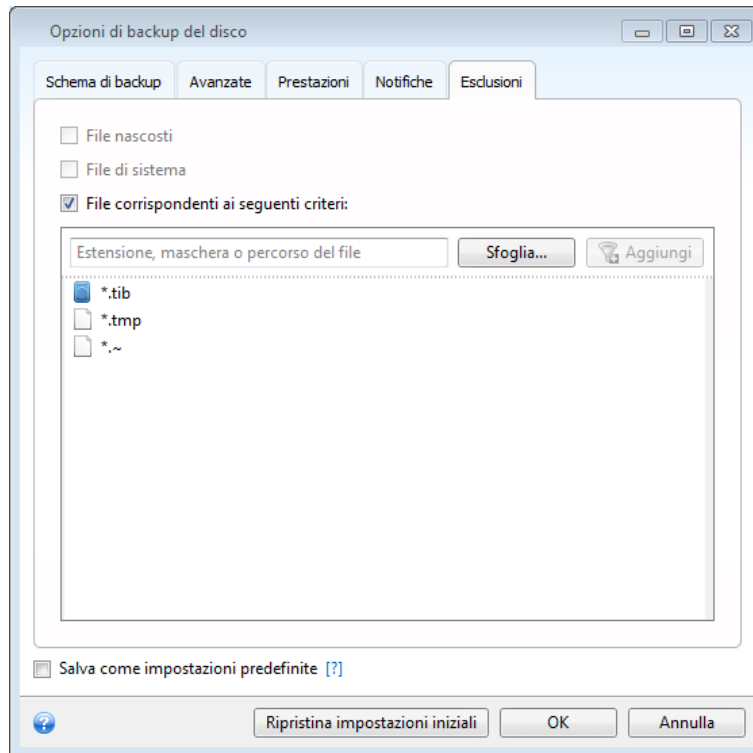 Opzioni di backup del disco
Schema di backup Avanzate Prestazioni Notifiche Esclusioni
File nascosti
File di sistema
File corrispondenti ai seguenti criteri:
Estensione, maschera o percorso del file Sfoglia... Aggiungi
*.tib
*.tmp
*.~
Salva come impostazioni predefinite [?]
Ripristina impostazioni iniziali OK Annulla